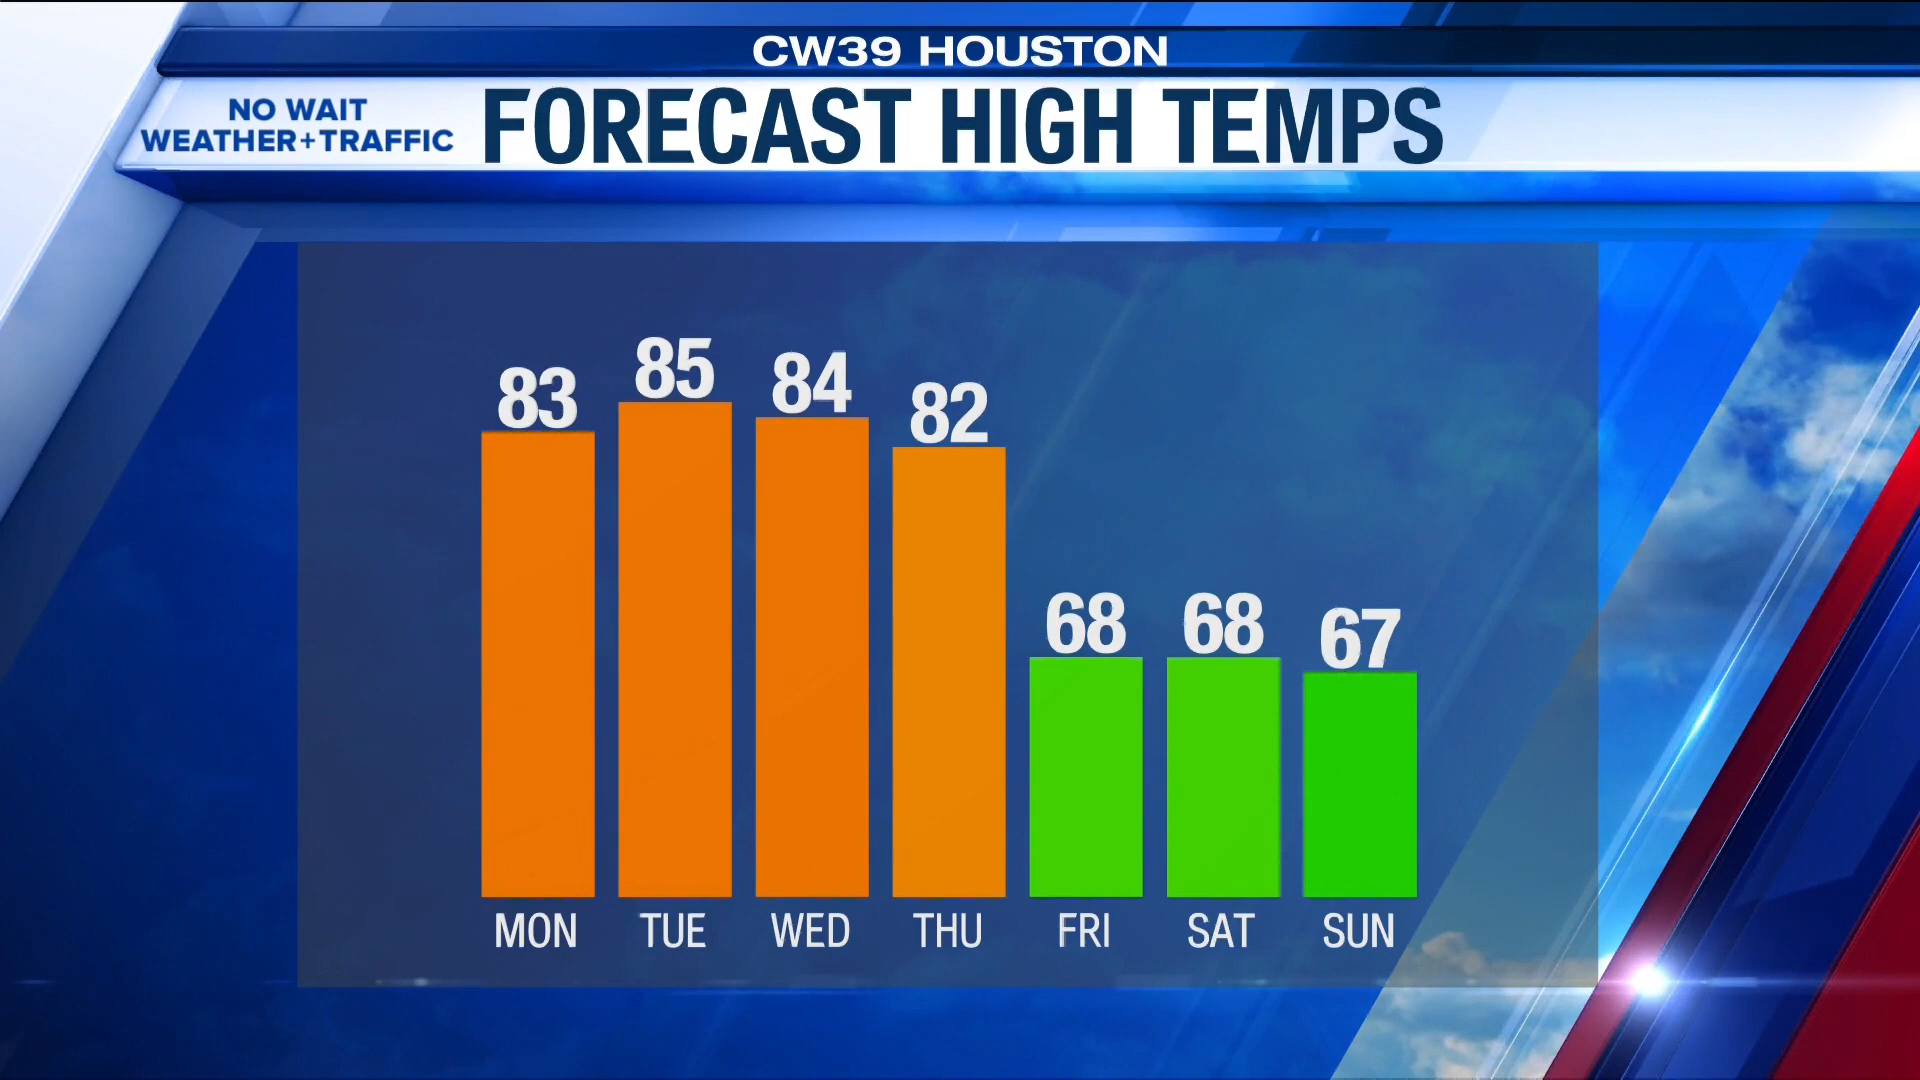 CW39 HOUSTON
NO WAIT
WEATHER+TRAFFIC
FORECAST HIGH TEMPS
83 85 84 82 68 68 67
MON TUE WED THU FRI SAT SUN